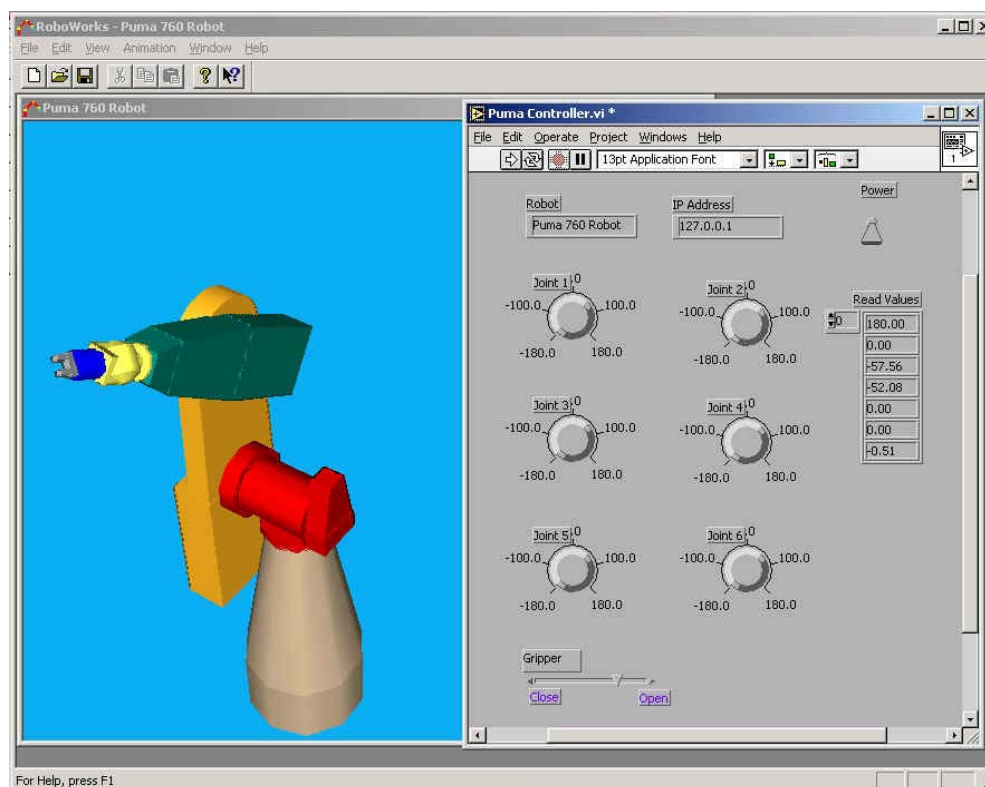 RoboWorks - Puma 760 Robot
File Edit View Animation Window Help
Puma 760 Robot
Puma Controller.vi *
File Edit Operate Project Windows Help
13pt Application Font
1
Robot
Puma 760 Robot
IP Address
127.0.0.1
Power
Joint 1 0
-100.0 100.0
-180.0 180.0
Joint 2 0
-100.0 100.0
-180.0 180.0
Read Values
0
180.00
0.00
-57.56
-52.08
0.00
0.00
-0.51
Joint 3 0
-100.0 100.0
-180.0 180.0
Joint 4 0
-100.0 100.0
-180.0 180.0
Joint 5 0
-100.0 100.0
-180.0 180.0
Joint 6 0
-100.0 100.0
-180.0 180.0
Gripper
Close Open
For Help, press F1